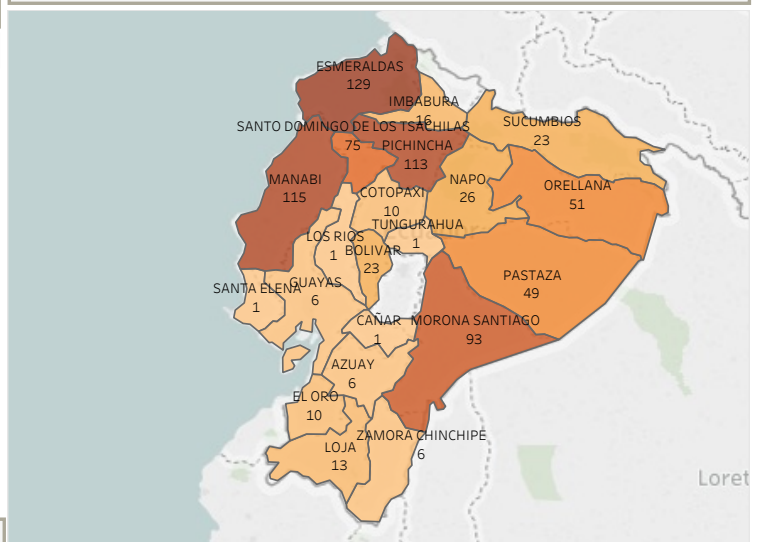 ESMERALDAS
129
IMBABURA
16
SANTO DOMINGO DE LOS TSACHILAS
75
PICHINCHA
113
SUCUMBIOS
23
MANABI
115
COTOPAXI
10
NAPO
26
ORELLANA
51
TUNGURAHUA
1
LOS RIOS
1
BOLIVAR
23
PASTAZA
49
SANTA ELENA
1
GUAYAS
6
CAÑAR
1
MORONA SANTIAGO
93
AZUAY
6
EL ORO
10
LOJA
13
ZAMORA CHINCHIPE
6
Loret